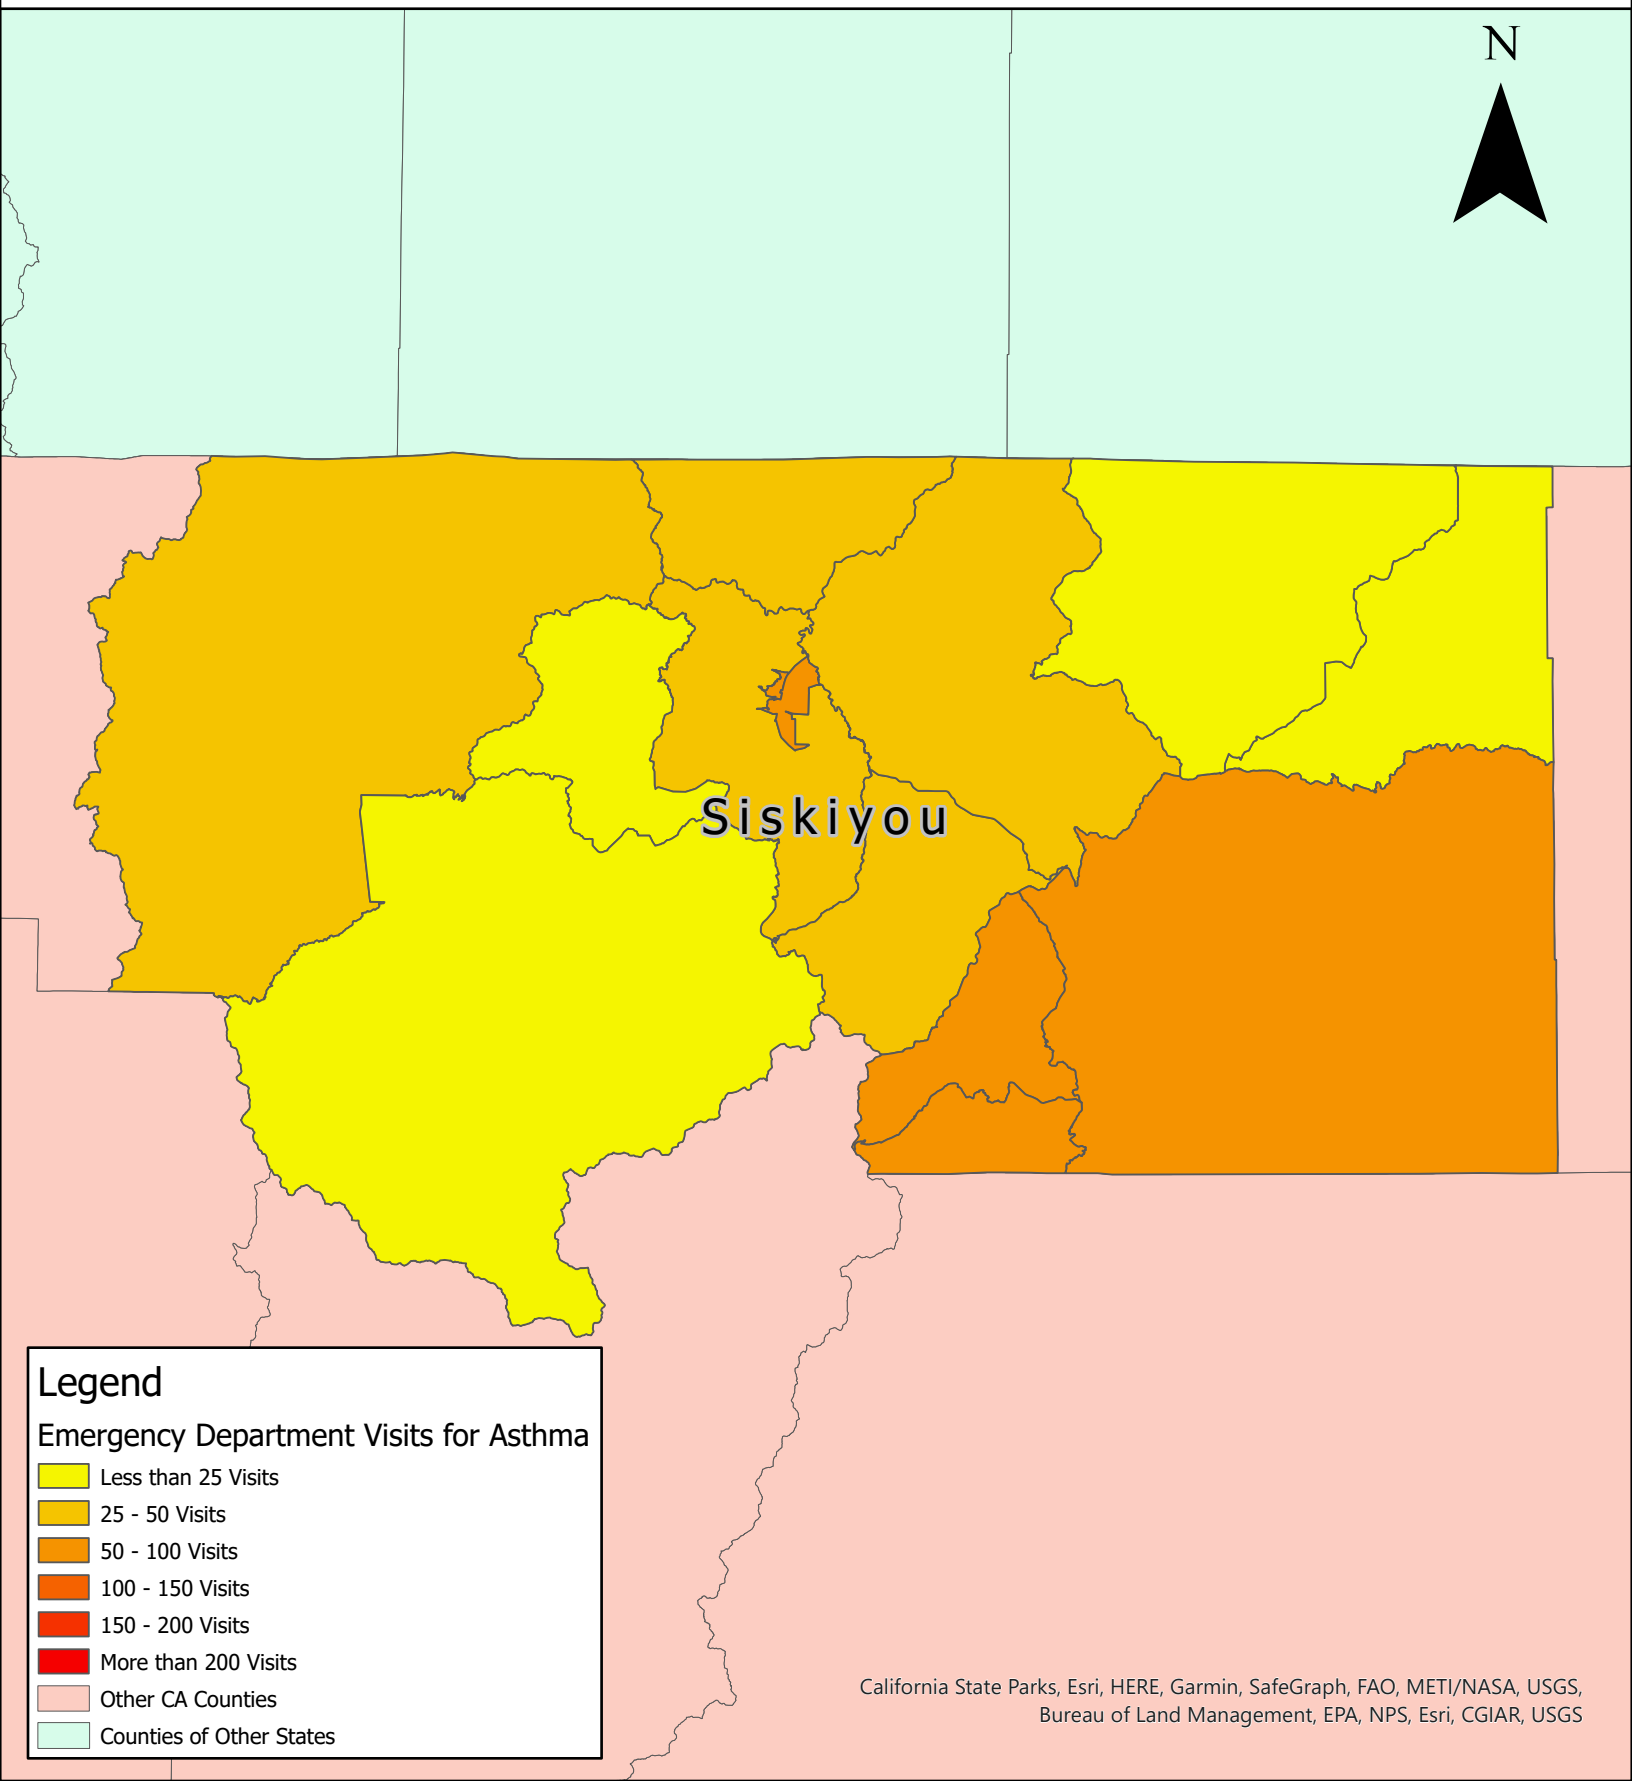 N
Siskiyou
Legend
Emergency Department Visits for Asthma
Less than 25 Visits
25 - 50 Visits
50 - 100 Visits
100 - 150 Visits
150 - 200 Visits
More than 200 Visits
Other CA Counties
Counties of Other States
California State Parks, Esri, HERE, Garmin, SafeGraph, FAO, METI/NASA, USGS,
Bureau of Land Management, EPA, NPS, Esri, CGIAR, USGS